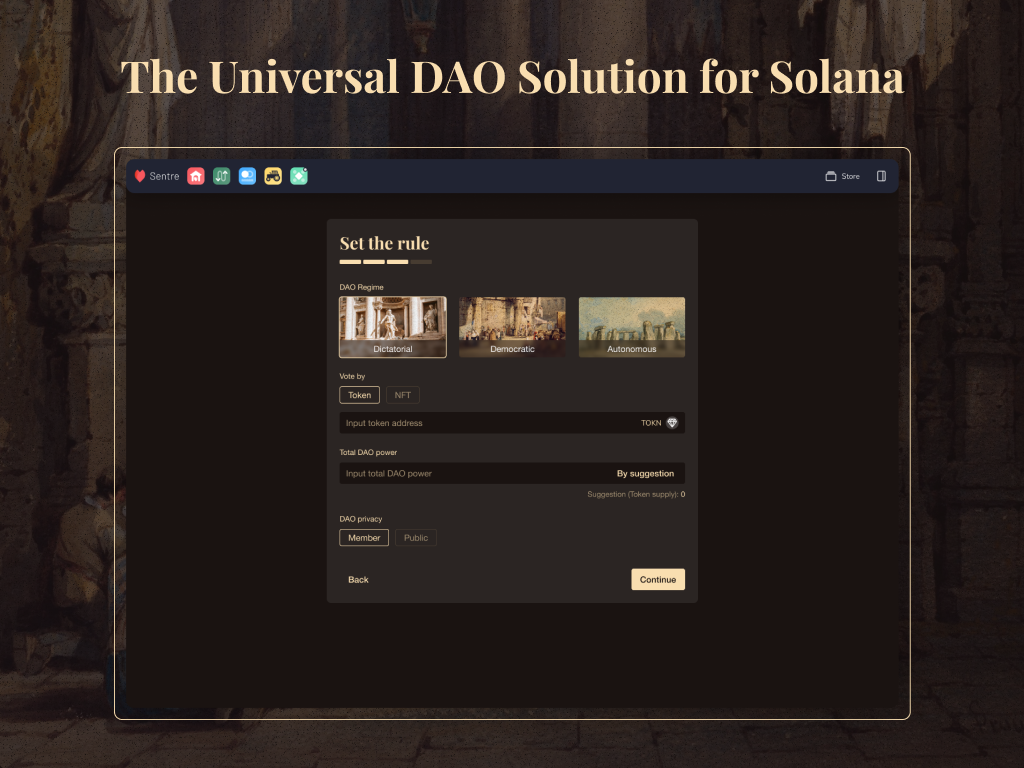 The Universal DAO Solution for Solana
Sentre
Store
Set the rule
DAO Regime
Dictatorial
Democratic
Autonomous
Vote by
Token
NFT
Input token address
TOKN
Total DAO power
Input total DAO power
By suggestion
Suggestion (Token supply): 0
DAO privacy
Member
Public
Back
Continue